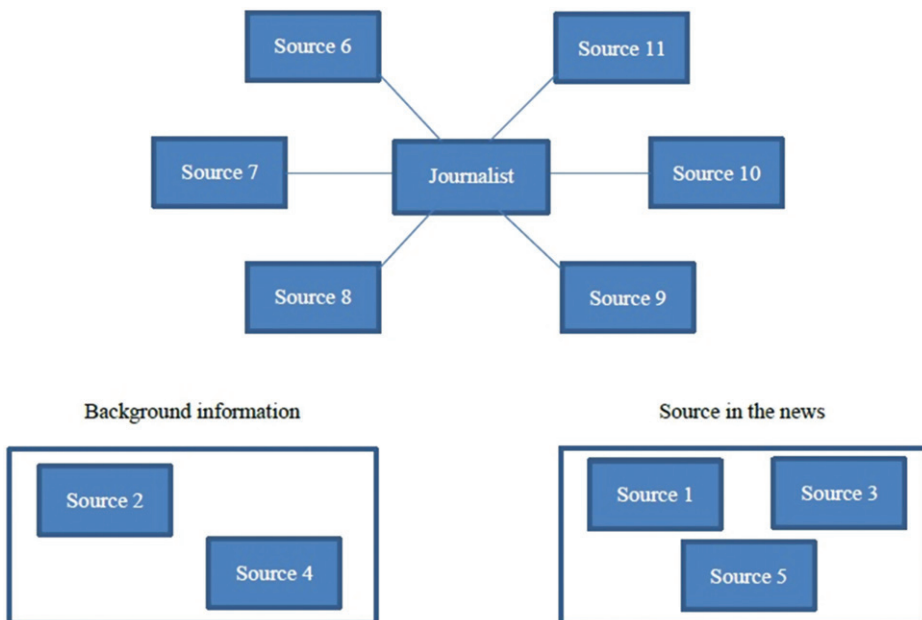 Source 6
Source 11
Source 7
Journalist
Source 10
Source 8
Source 9
Background information
Source in the news
Source 2
Source 4
Source 1
Source 3
Source 5